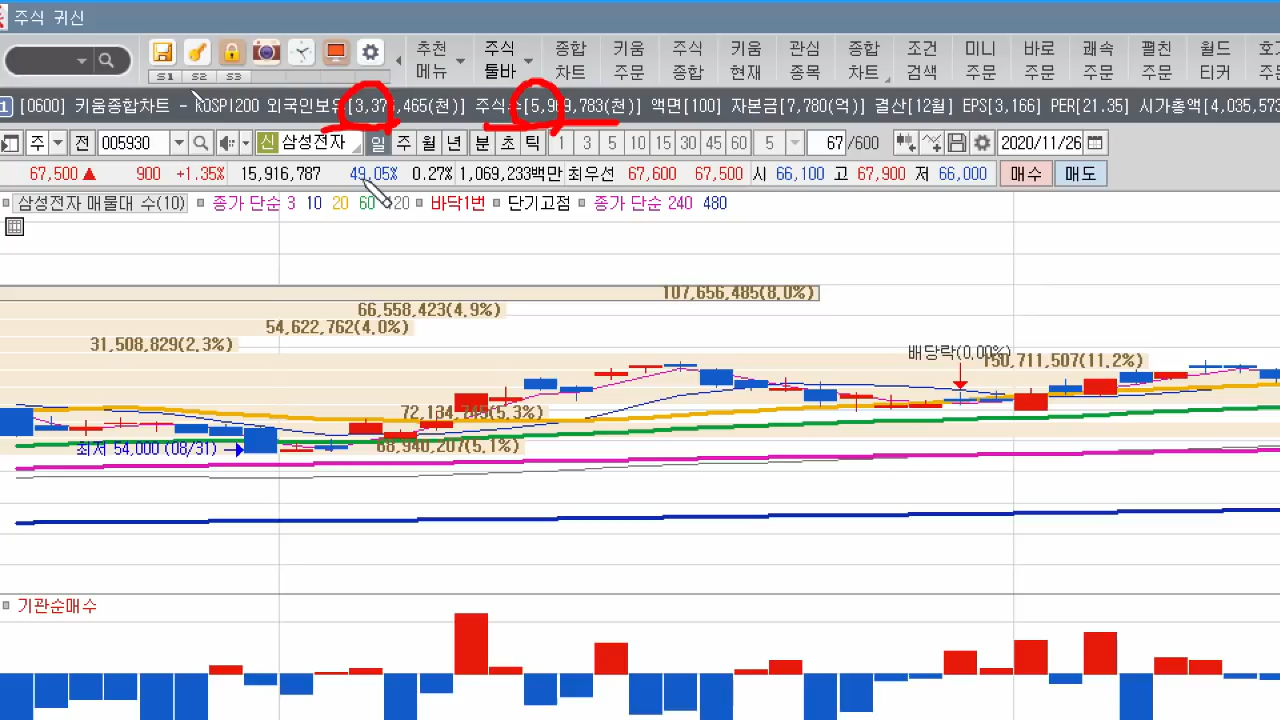 주식 귀신
추천 주식 종합 키움 주식 키움 관심 종합 조건 미니 바로 쾌속 펼친 월드
메뉴 툴바 차트 주문 종합 현재 종목 차트 검색 주문 주문 주문 주문 티커
S1 S2 S3
1 [0600] 키움종합차트 - KOSPI200 외국인보유 주식수 액면[100] 자본금[7,780(억)] 결산[12월] EPS[3,166] PER[21.35] 시가총액[4,035,573
주 전 005930 신 삼성전자 일 주 월 년 분 초 틱 1 3 5 10 15 30 45 60 5 67 /600 2020/11/26
67,500 ▲ 900 +1.35% 15,916,787 49.05% 0.27% 1,069,233백만 최우선 67,600 67,500 시 66,100 고 67,900 저 66,000 매수 매도
삼성전자 매물대 수(10) 종가 단순 3 10 20 60 바닥1번 단기고점 종가 단순 240 480
107,656,485(8.0%)
66,558,423(4.9%)
54,622,762(4.0%)
31,508,829(2.3%)
배당락(0.00%)
150,711,507(11.2%)
68,940,207(5.1%)
최저 54,000 (08/31)
기관순매수